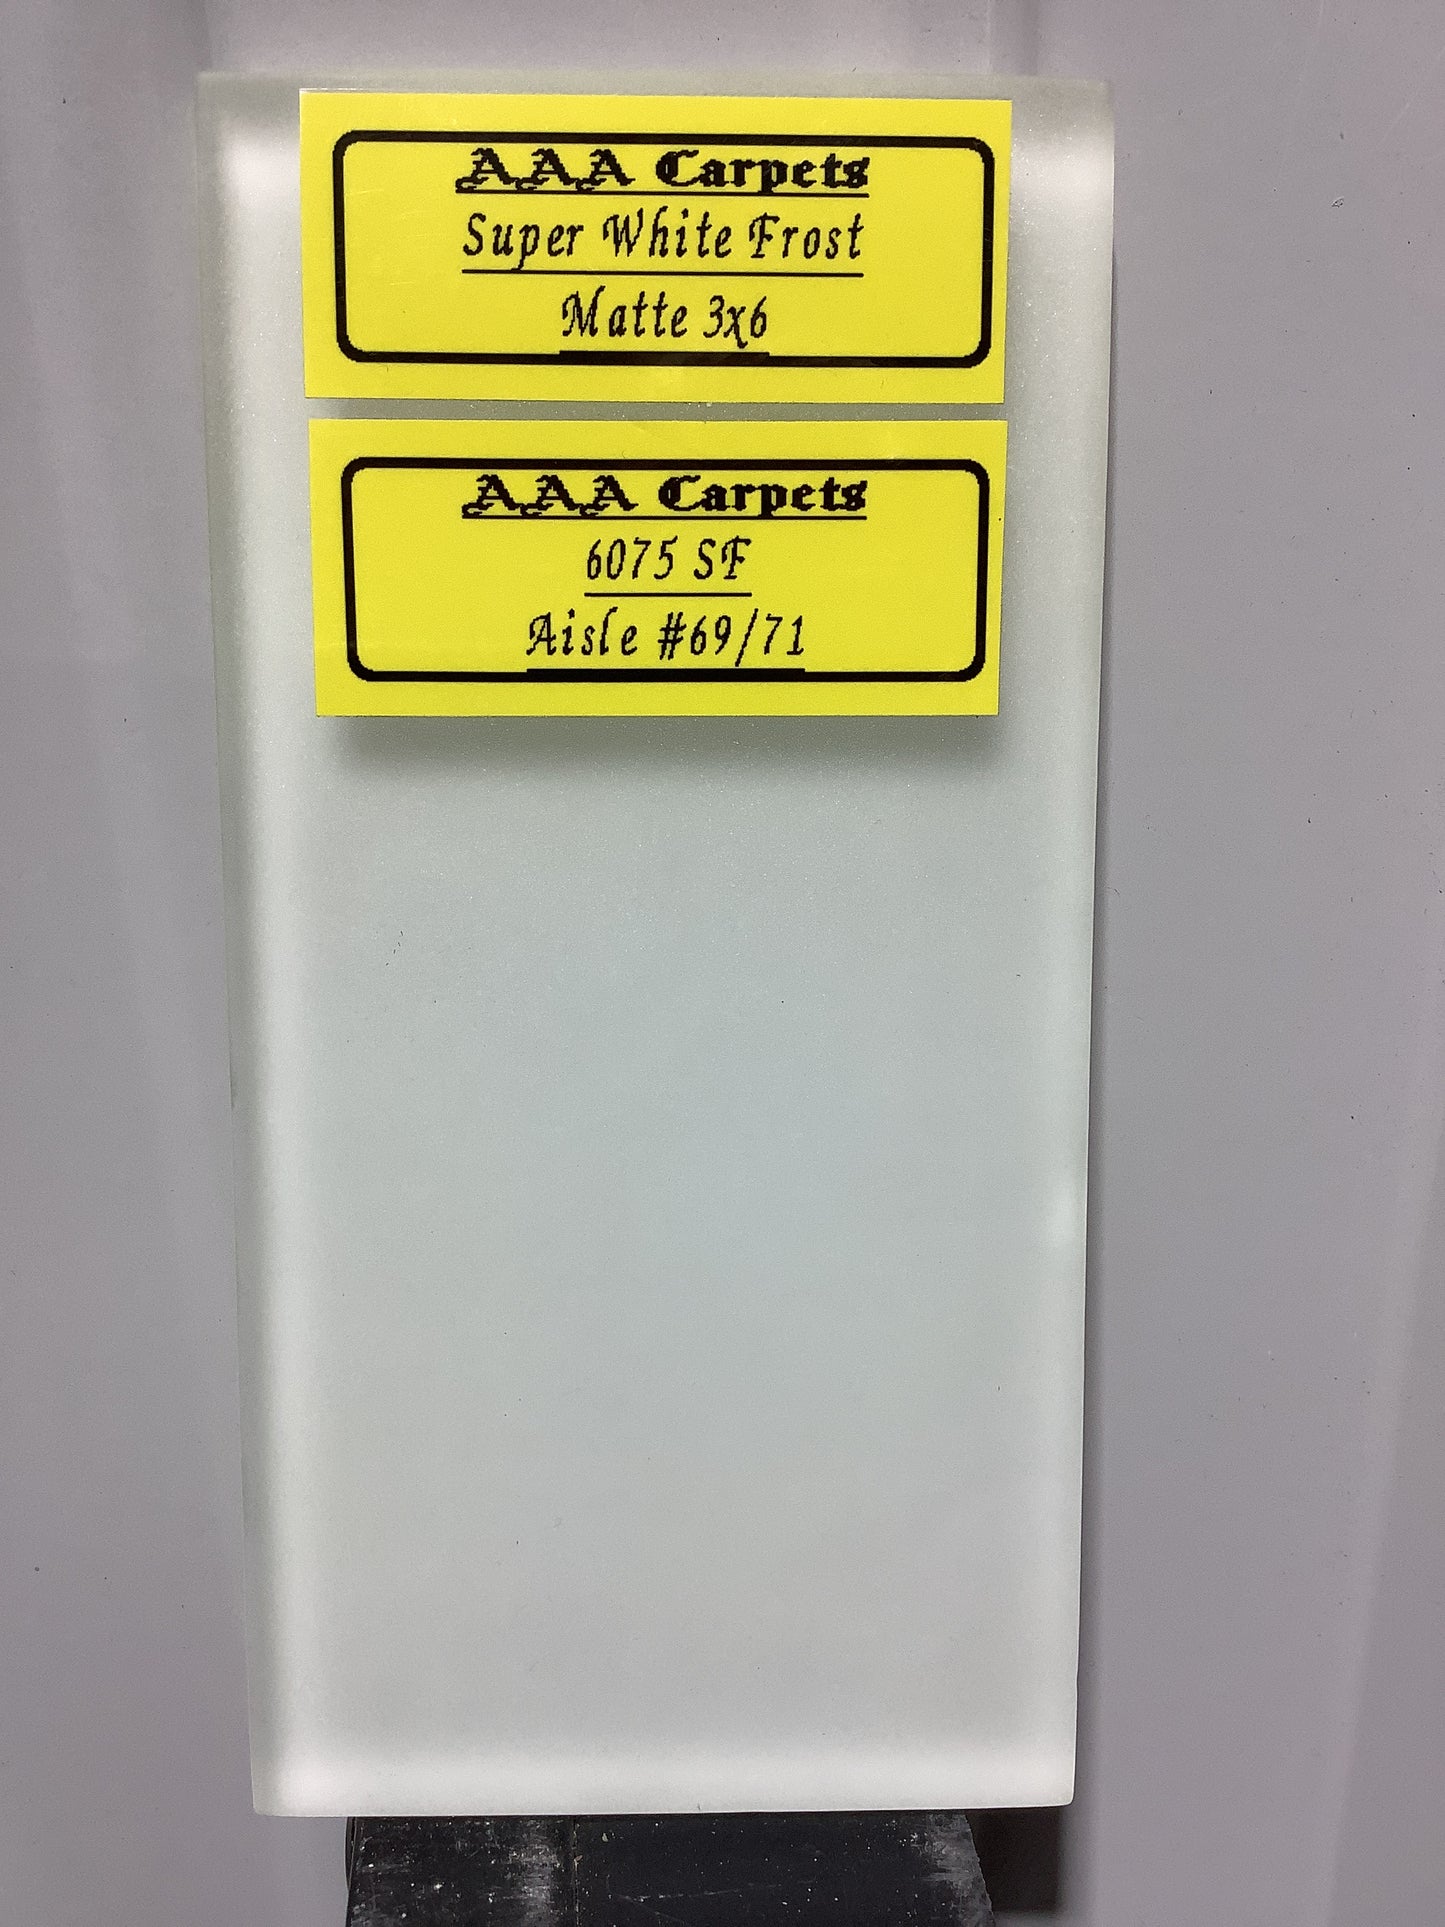 AAA Carpets
Super White Frost
Matte 3x6
AAA Carpets
6075 SF
Aisle #69/71